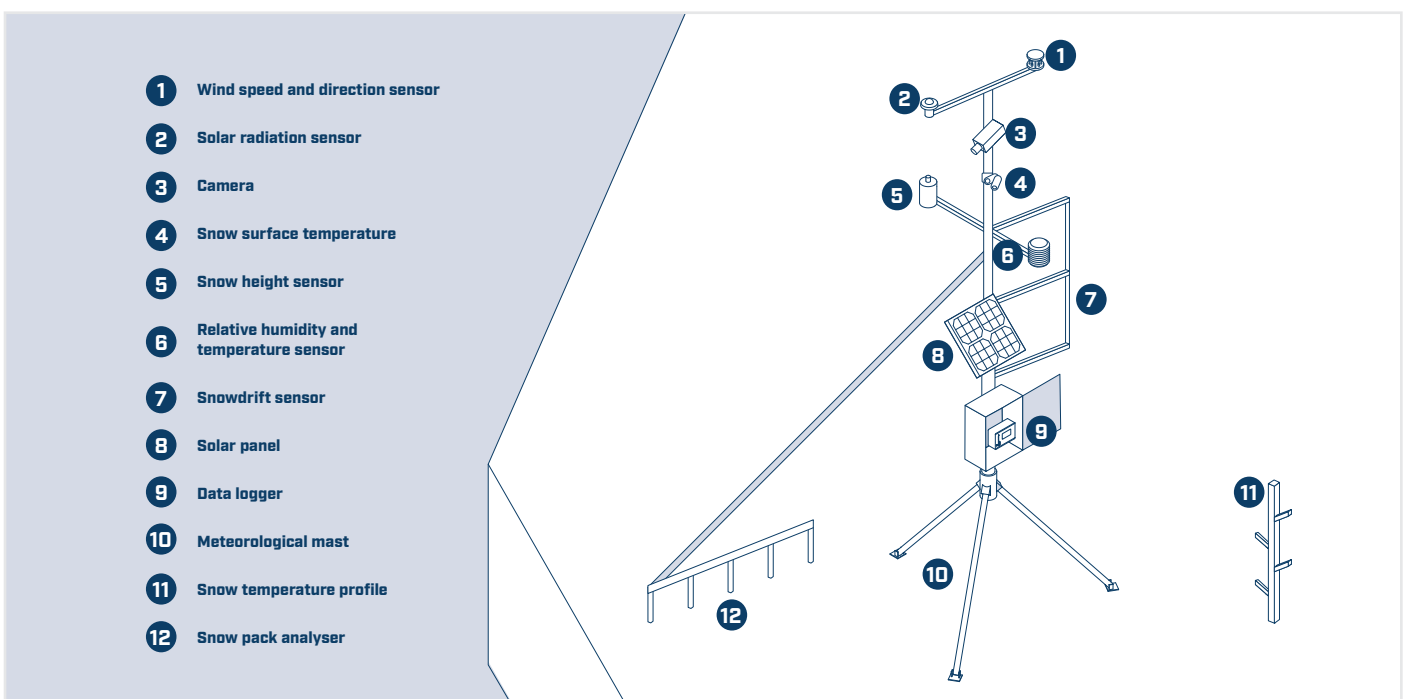 1 Wind speed and direction sensor
2 Solar radiation sensor
3 Camera
4 Snow surface temperature
5 Snow height sensor
6 Relative humidity and
temperature sensor
7 Snowdrift sensor
8 Solar panel
9 Data logger
10 Meteorological mast
11 Snow temperature profile
12 Snow pack analyser
1
2
3
4
5
6
7
8
9
11
10
12